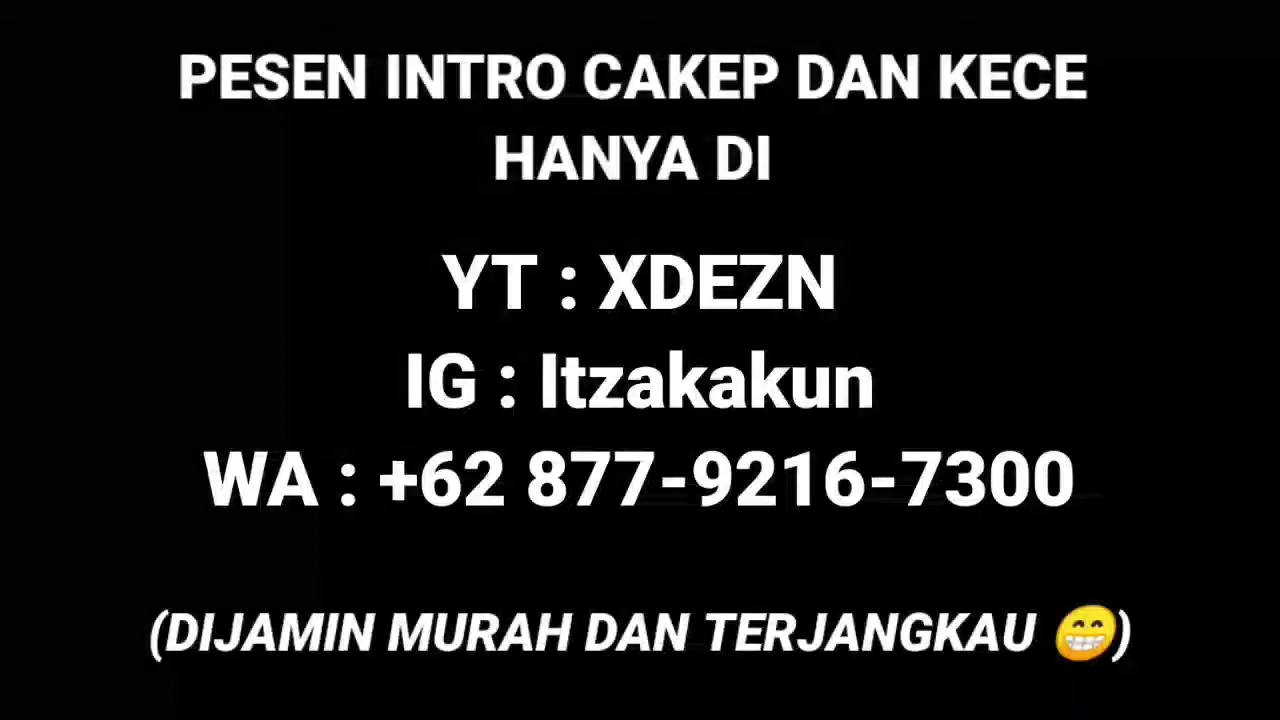 PESEN INTRO CAKEP DAN KECE
HANYA DI
YT : XDEZN
IG : Itzakakun
WA : +62 877-9216-7300
(DIJAMIN MURAH DAN TERJANGKAU 😁)